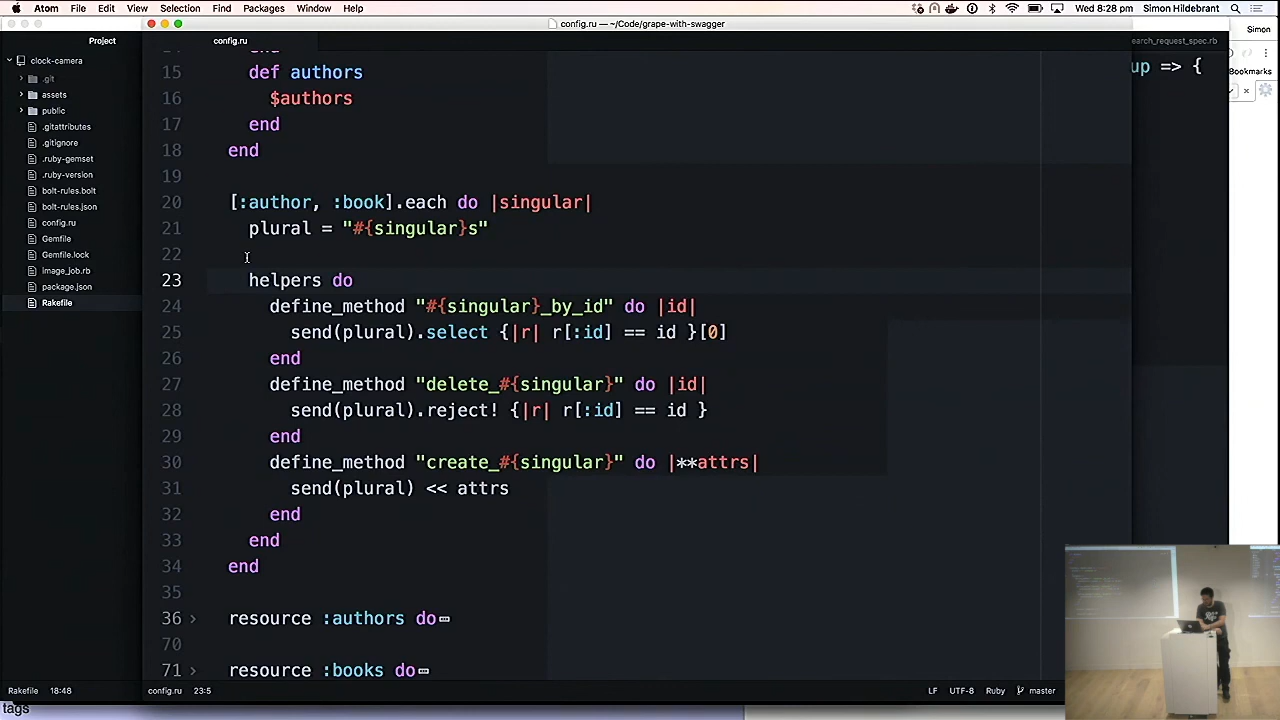 Atom File Edit View Selection Find Packages Window Help
Wed 8:28 pm Simon Hildebrant
config.ru — ~/Code/grape-with-swagger
Simon
Project
config.ru
earch_request_spec.rb
clock-camera
.git
assets
public
.gitattributes
.gitignore
.ruby-gemset
.ruby-version
bolt-rules.bolt
bolt-rules.json
config.ru
Gemfile
Gemfile.lock
image_job.rb
package.json
Rakefile
up => {
Bookmarks
14 end
15 def authors
16 $authors
17 end
18 end
19
20 [:author, :book].each do |singular|
21 plural = "#{singular}s"
22
23 helpers do
24 define_method "#{singular}_by_id" do |id|
25 send(plural).select {|r| r[:id] == id }[0]
26 end
27 define_method "delete_#{singular}" do |id|
28 send(plural).reject! {|r| r[:id] == id }
29 end
30 define_method "create_#{singular}" do |**attrs|
31 send(plural) << attrs
32 end
33 end
34 end
35
36 resource :authors do
70
71 resource :books do
Rakefile 18:48 config.ru 23:5 LF UTF-8 Ruby master
tags